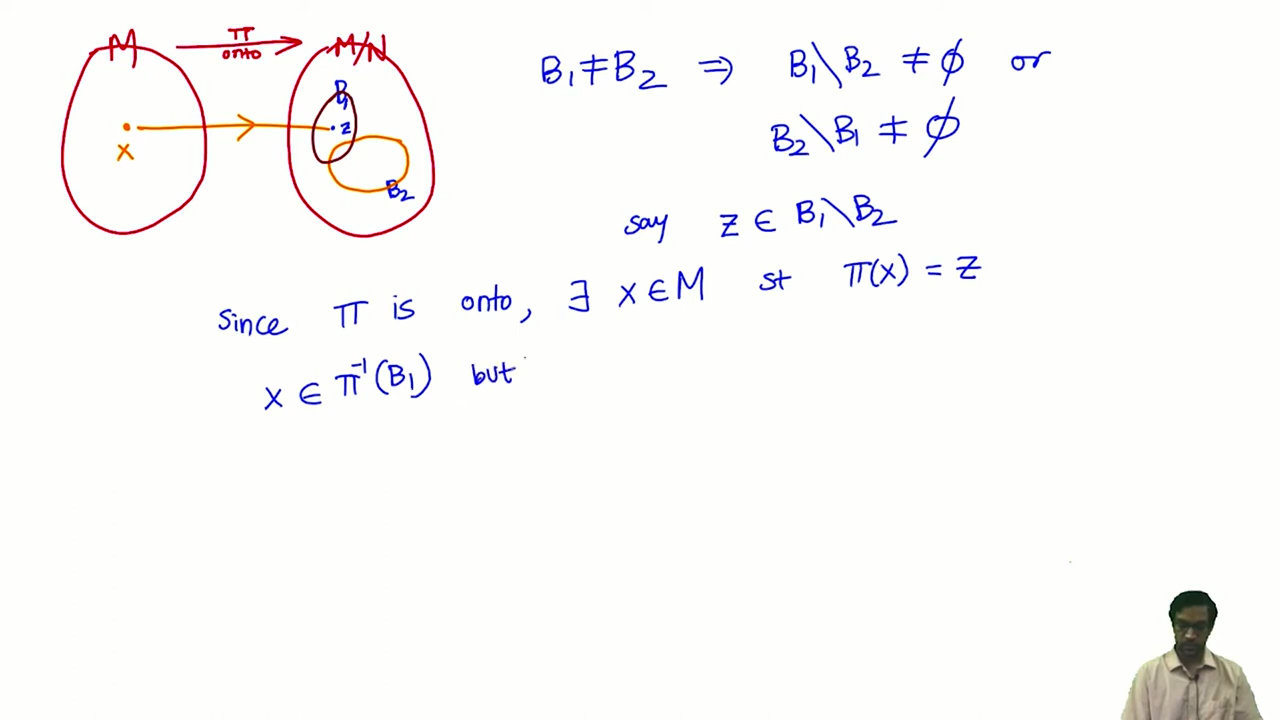 M π onto M/N
B₁ ≠ B₂ ⇒ B₁\B₂ ≠ ϕ or
B₁
z
x
B₂\B₁ ≠ ϕ
B₂
say z ∈ B₁\B₂
since π is onto, ∃ x ∈ M st π(x) = z
x ∈ π⁻¹(B₁) but